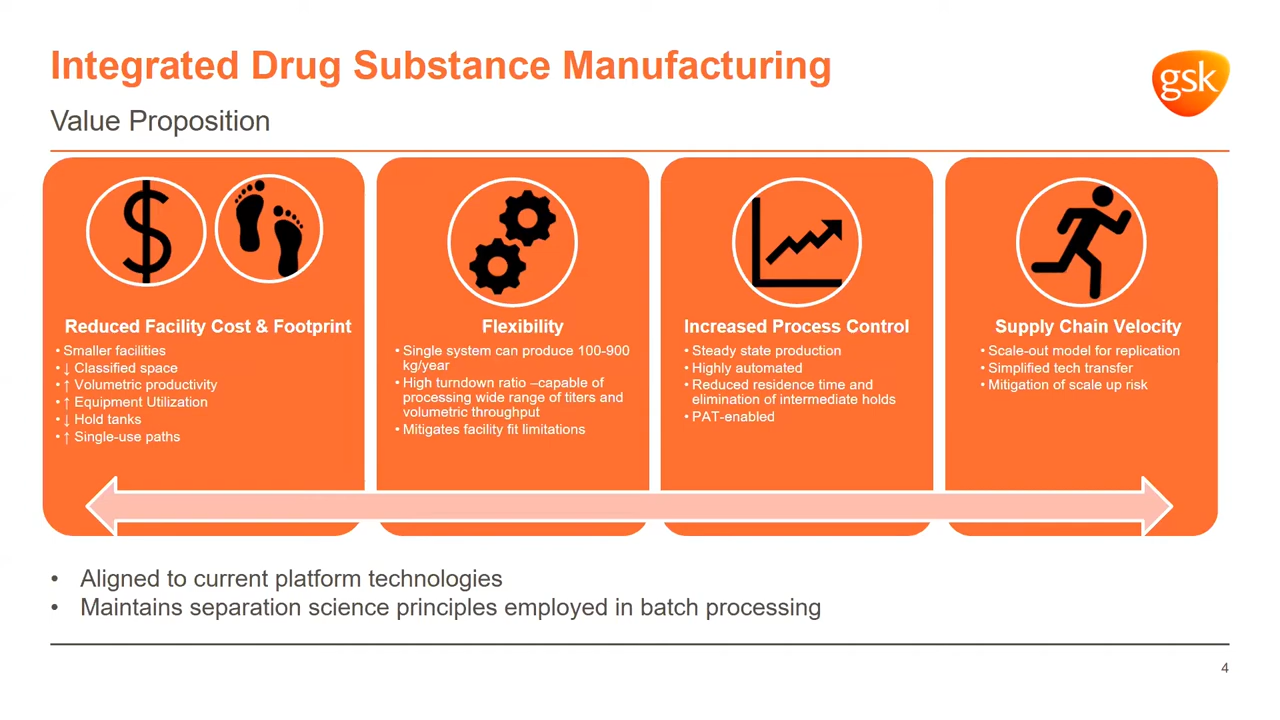 Integrated Drug Substance Manufacturing
gsk
Value Proposition
$
Reduced Facility Cost & Footprint
• Smaller facilities
• ↓ Classified space
• ↑ Volumetric productivity
• ↑ Equipment Utilization
• ↓ Hold tanks
• ↑ Single-use paths
Flexibility
• Single system can produce 100-900
kg/year
• High turndown ratio –capable of
processing wide range of titers and
volumetric throughput
• Mitigates facility fit limitations
Increased Process Control
• Steady state production
• Highly automated
• Reduced residence time and
elimination of intermediate holds
• PAT-enabled
Supply Chain Velocity
• Scale-out model for replication
• Simplified tech transfer
• Mitigation of scale up risk
• Aligned to current platform technologies
• Maintains separation science principles employed in batch processing
4